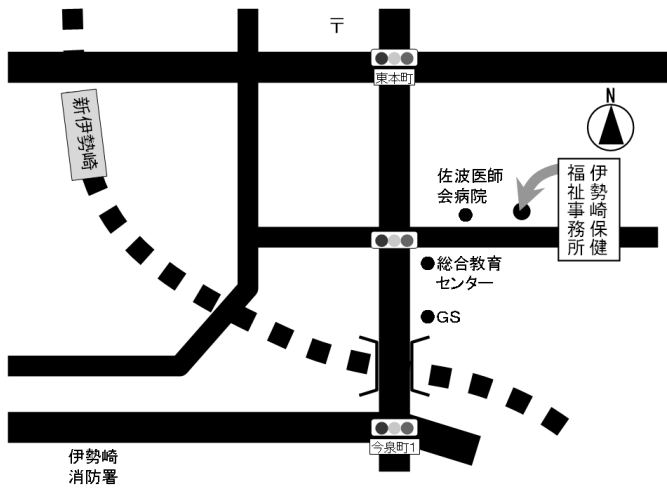 〒
東本町
N
新伊勢崎
佐波医師
会病院
伊勢崎保健
福祉事務所
総合教育
センター
GS
今泉町1
伊勢崎
消防署